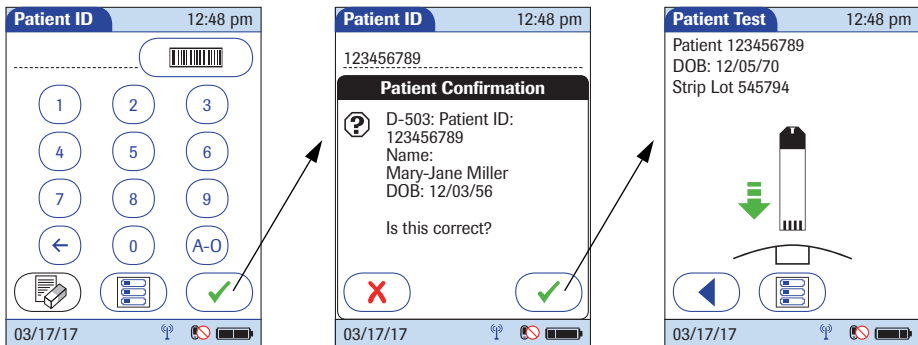 Patient ID 12:48 pm
1 2 3
4 5 6
7 8 9
0 A-O
03/17/17
Patient ID 12:48 pm
123456789
Patient Confirmation
D-503: Patient ID:
123456789
Name:
Mary-Jane Miller
DOB: 12/03/56
Is this correct?
03/17/17
Patient Test 12:48 pm
Patient 123456789
DOB: 12/05/70
Strip Lot 545794
03/17/17